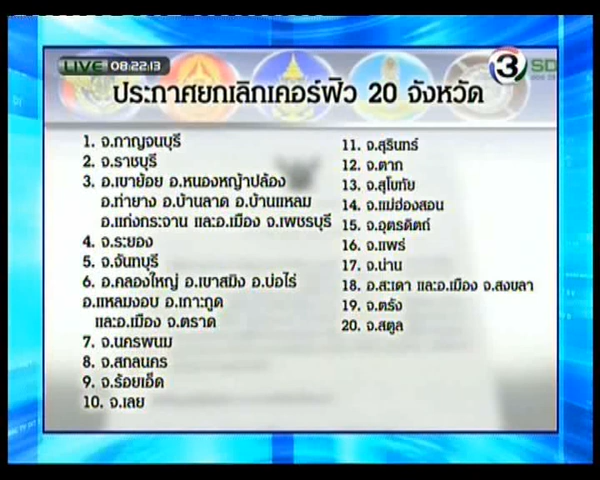 LIVE 08:22:13
3 SD
ประกาศยกเลิกเคอร์ฟิว 20 จังหวัด
1. จ.กาญจนบุรี
2. จ.ราชบุรี
3. อ.เขาย้อย อ.หนองหญ้าปล้อง
อ.ท่ายาง อ.บ้านลาด อ.บ้านแหลม
อ.แก่งกระจาน และอ.เมือง จ.เพชรบุรี
4. จ.ระยอง
5. จ.จันทบุรี
6. อ.คลองใหญ่ อ.เขาสมิง อ.บ่อไร่
อ.แหลมงอบ อ.เกาะกูด
และอ.เมือง จ.ตราด
7. จ.นครพนม
8. จ.สกลนคร
9. จ.ร้อยเอ็ด
10. จ.เลย
11. จ.สุรินทร์
12. จ.ตาก
13. จ.สุโขทัย
14. จ.แม่ฮ่องสอน
15. จ.อุตรดิตถ์
16. จ.แพร่
17. จ.น่าน
18. อ.สะเดา และอ.เมือง จ.สงขลา
19. จ.ตรัง
20. จ.สตูล